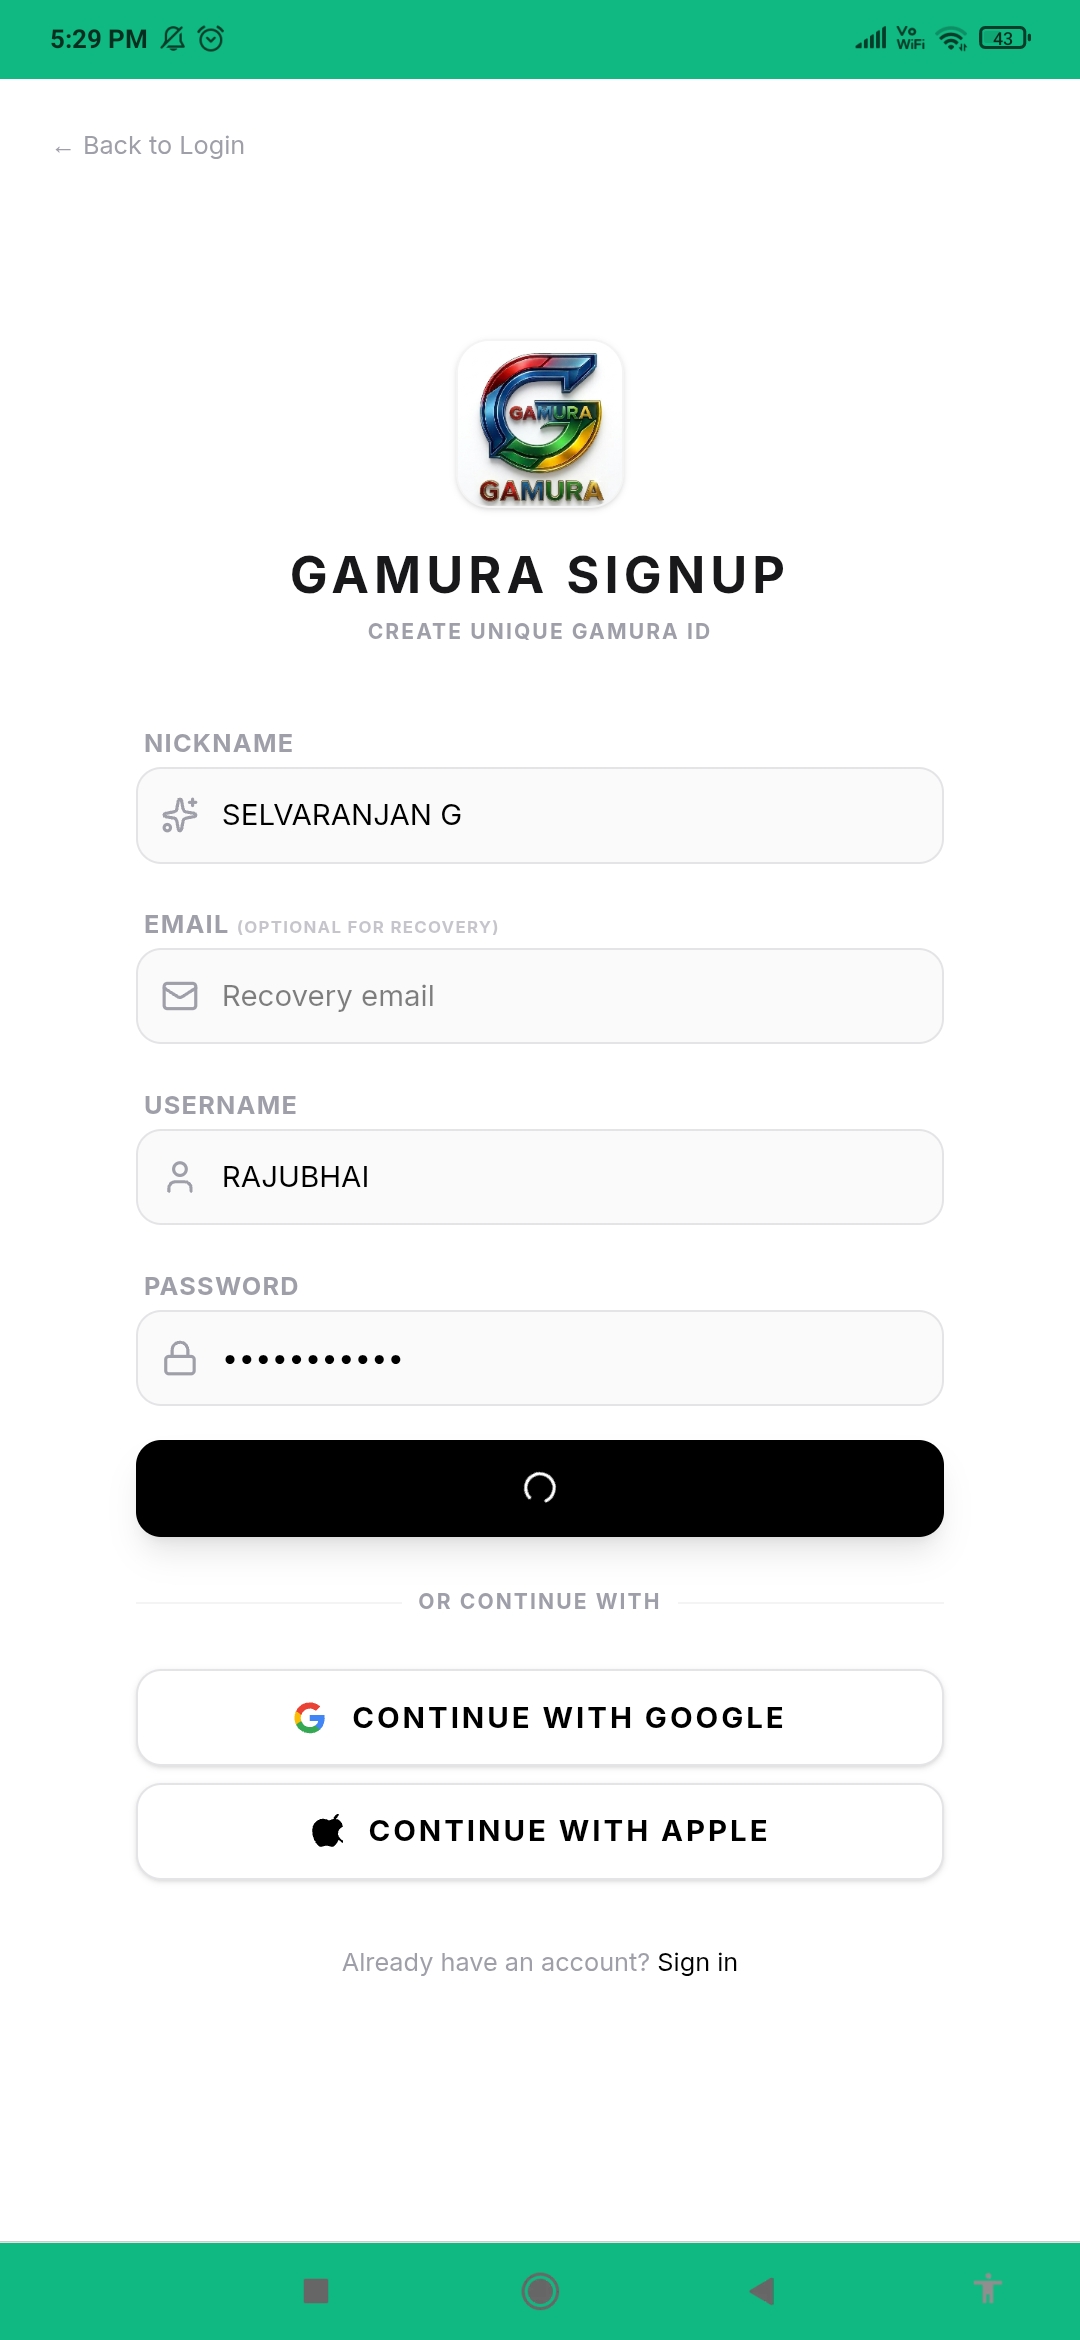 5:29 PM
Vo
WiFi
43
← Back to Login
GAMURA
GAMURA
GAMURA SIGNUP
CREATE UNIQUE GAMURA ID
NICKNAME
SELVARANJAN G
EMAIL (OPTIONAL FOR RECOVERY)
Recovery email
USERNAME
RAJUBHAI
PASSWORD
•••••••••••
OR CONTINUE WITH
CONTINUE WITH GOOGLE
CONTINUE WITH APPLE
Already have an account? Sign in